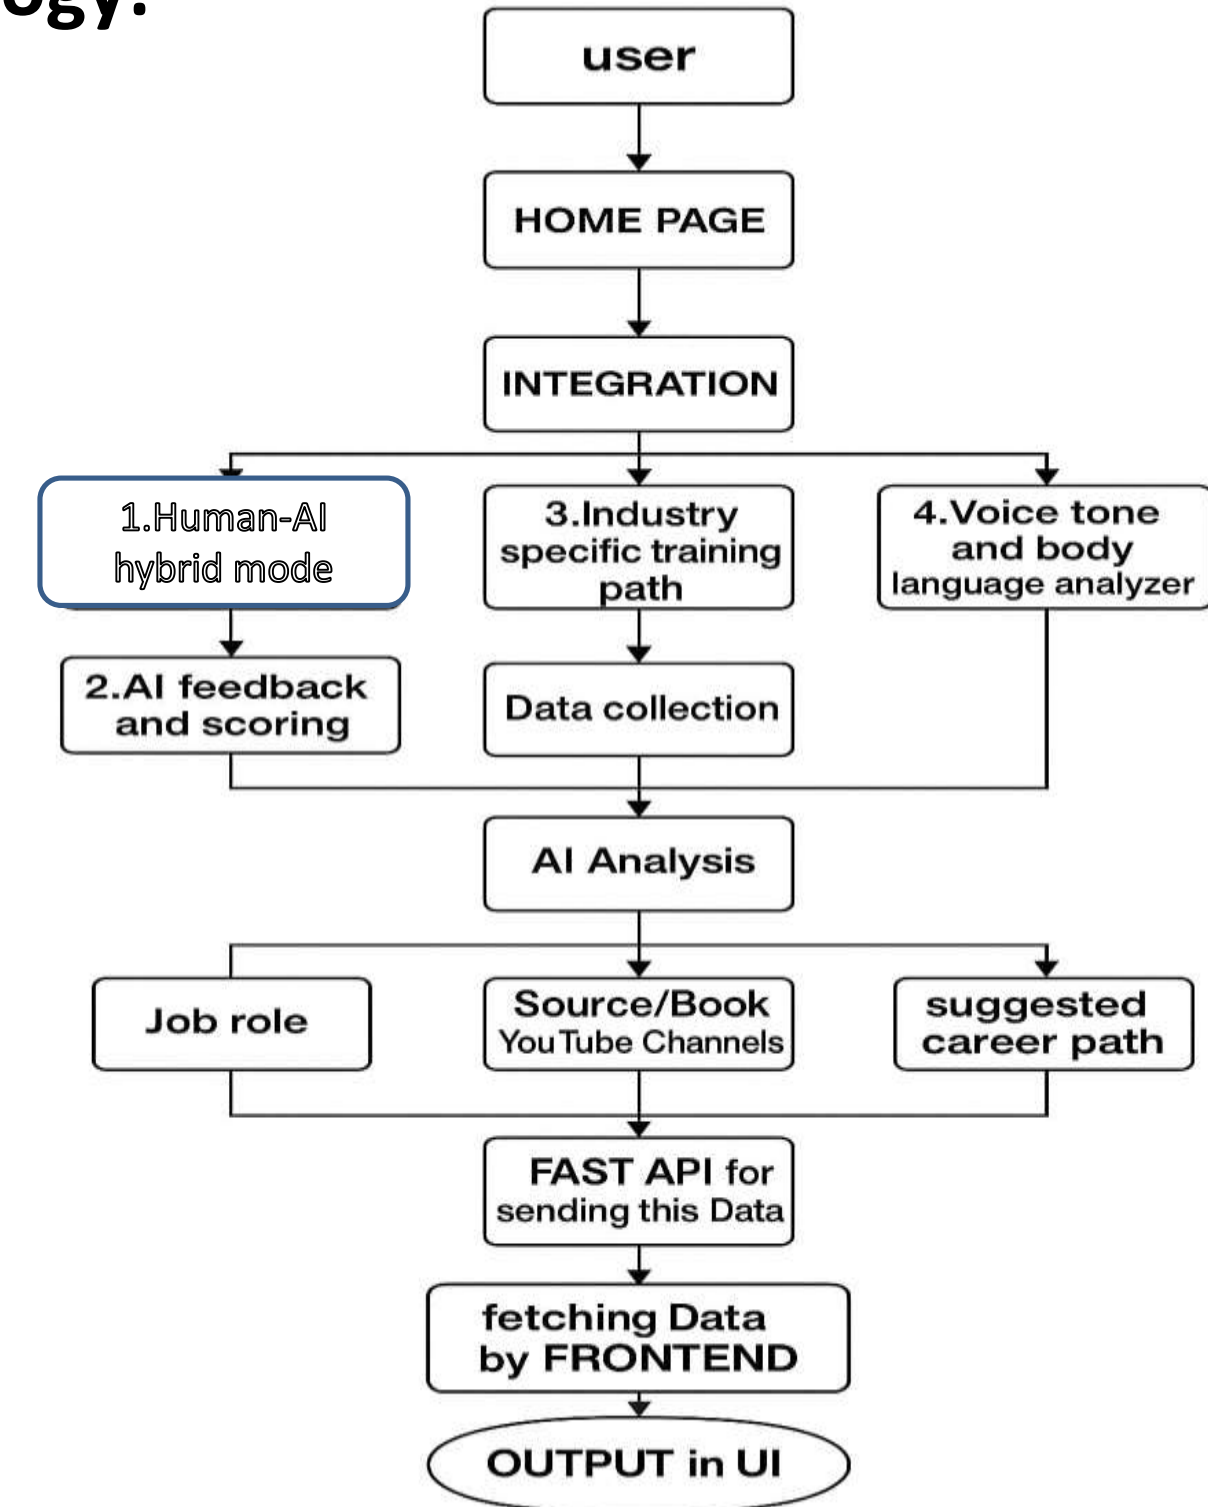 ogy:
user
HOME PAGE
INTEGRATION
1.Human-AI
hybrid mode
3.Industry
specific training
path
4.Voice tone
and body
language analyzer
2.AI feedback
and scoring
Data collection
AI Analysis
Job role
Source/Book
YouTube Channels
suggested
career path
FAST API for
sending this Data
fetching Data
by FRONTEND
OUTPUT in UI